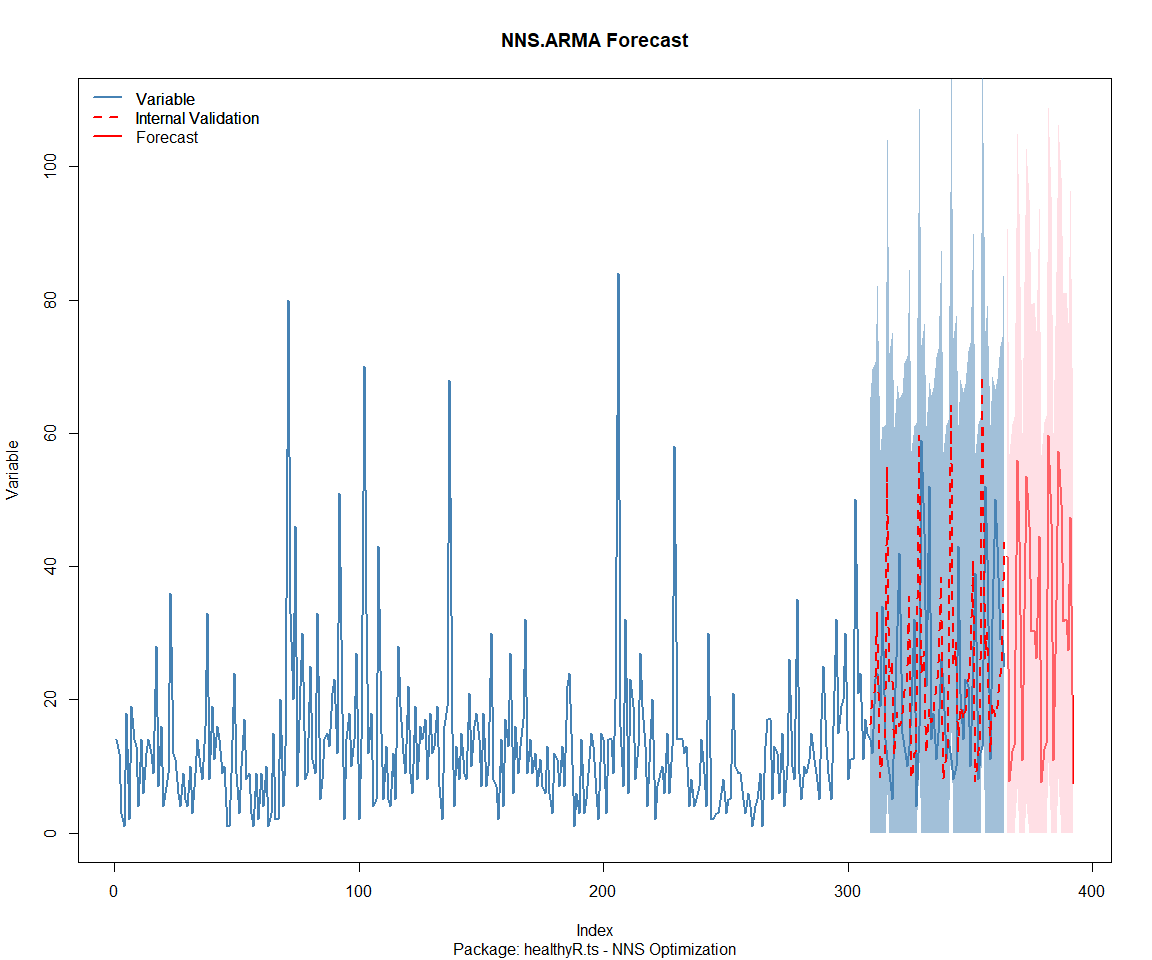 NNS.ARMA Forecast
Variable
Internal Validation
Forecast
100
80
60
40
20
0
Variable
0 100 200 300 400
Index
Package: healthyR.ts - NNS Optimization